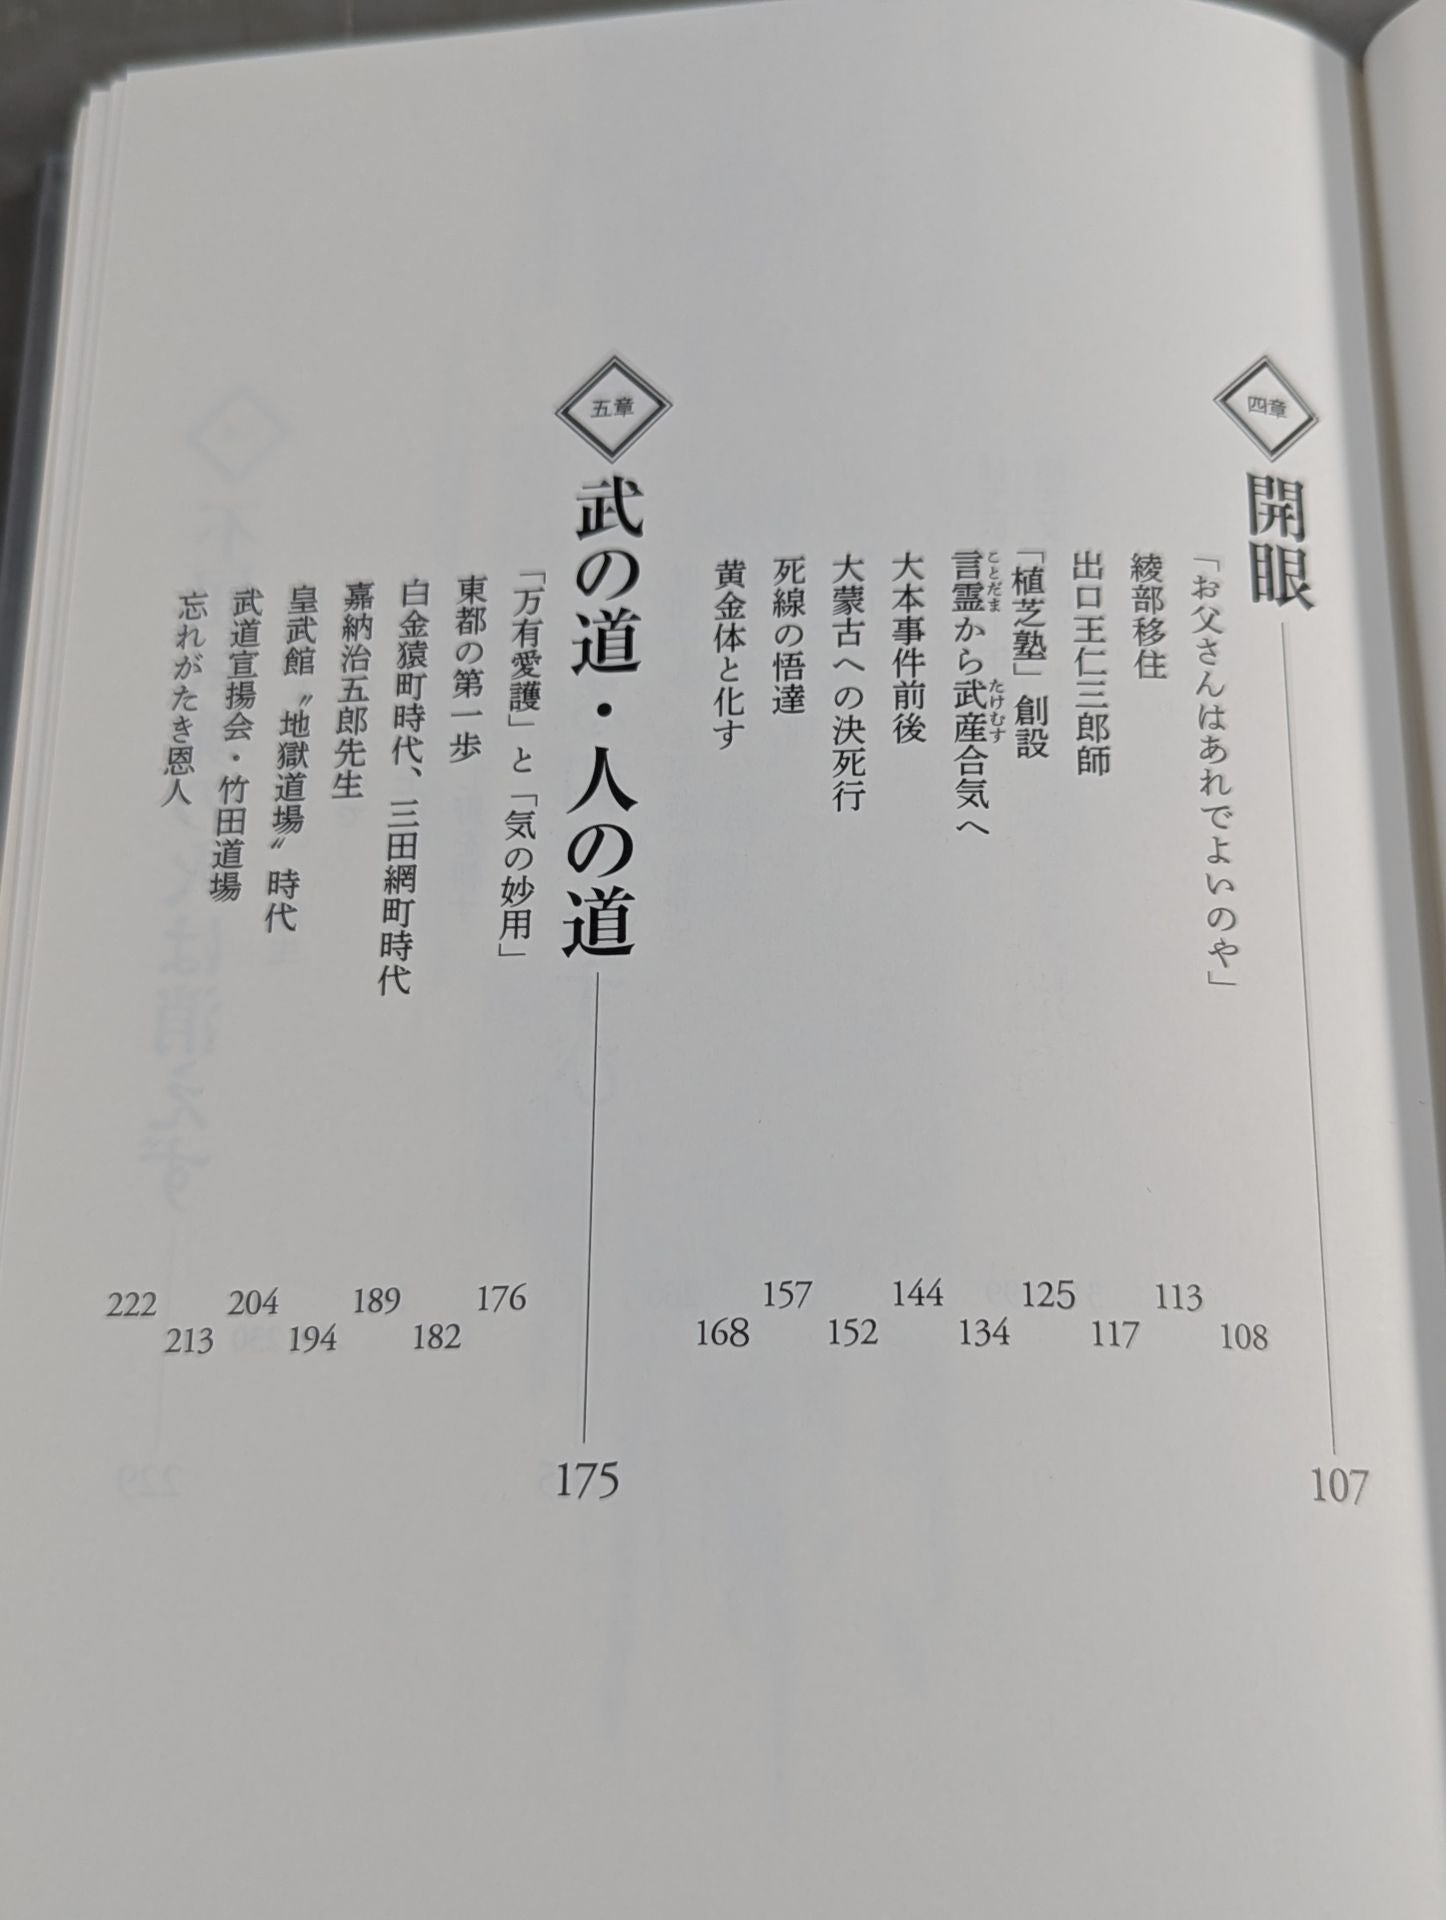 四章 開眼 107
「お父さんはあれでよいのや」 108
綾部移住 113
出口王仁三郎師 117
「植芝塾」創設 125
言霊から武産合気へ 134
ことだま たけむす
大本事件前後 144
大蒙古への決死行 152
死線の悟達 157
黄金体と化す 168
五章 武の道・人の道 175
「万有愛護」と「気の妙用」 176
東都の第一歩 182
白金猿町時代、三田網町時代 189
嘉納治五郎先生 194
皇武館〝地獄道場〟時代 204
武道宣揚会・竹田道場 213
忘れがたき恩人 222